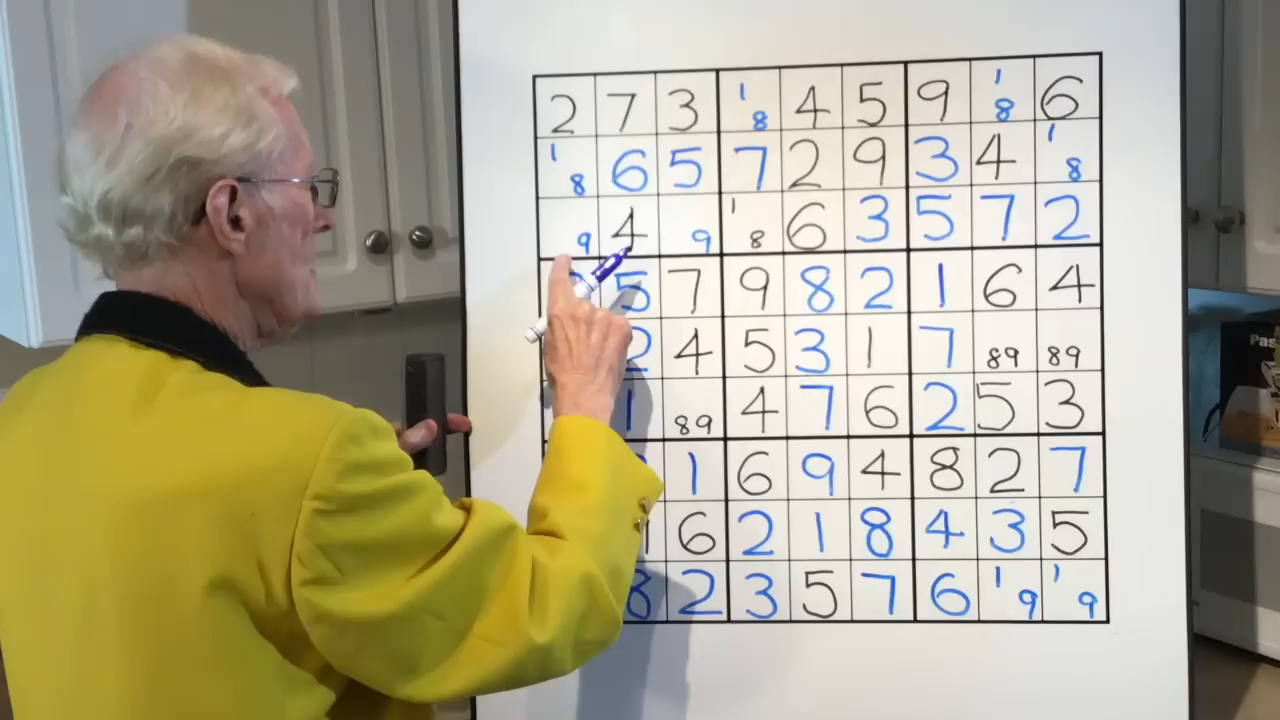 2 7 3 1 8 4 5 9 1 8 6
1 8 6 5 7 2 9 3 4 1 8
9 4 9 1 8 6 3 5 7 2
5 7 9 8 2 1 6 4
2 4 5 3 1 7 89 89
1 89 4 7 6 2 5 3
1 6 9 4 8 2 7
6 2 1 8 4 3 5
8 2 3 5 7 6 1 9 1 9
Pas